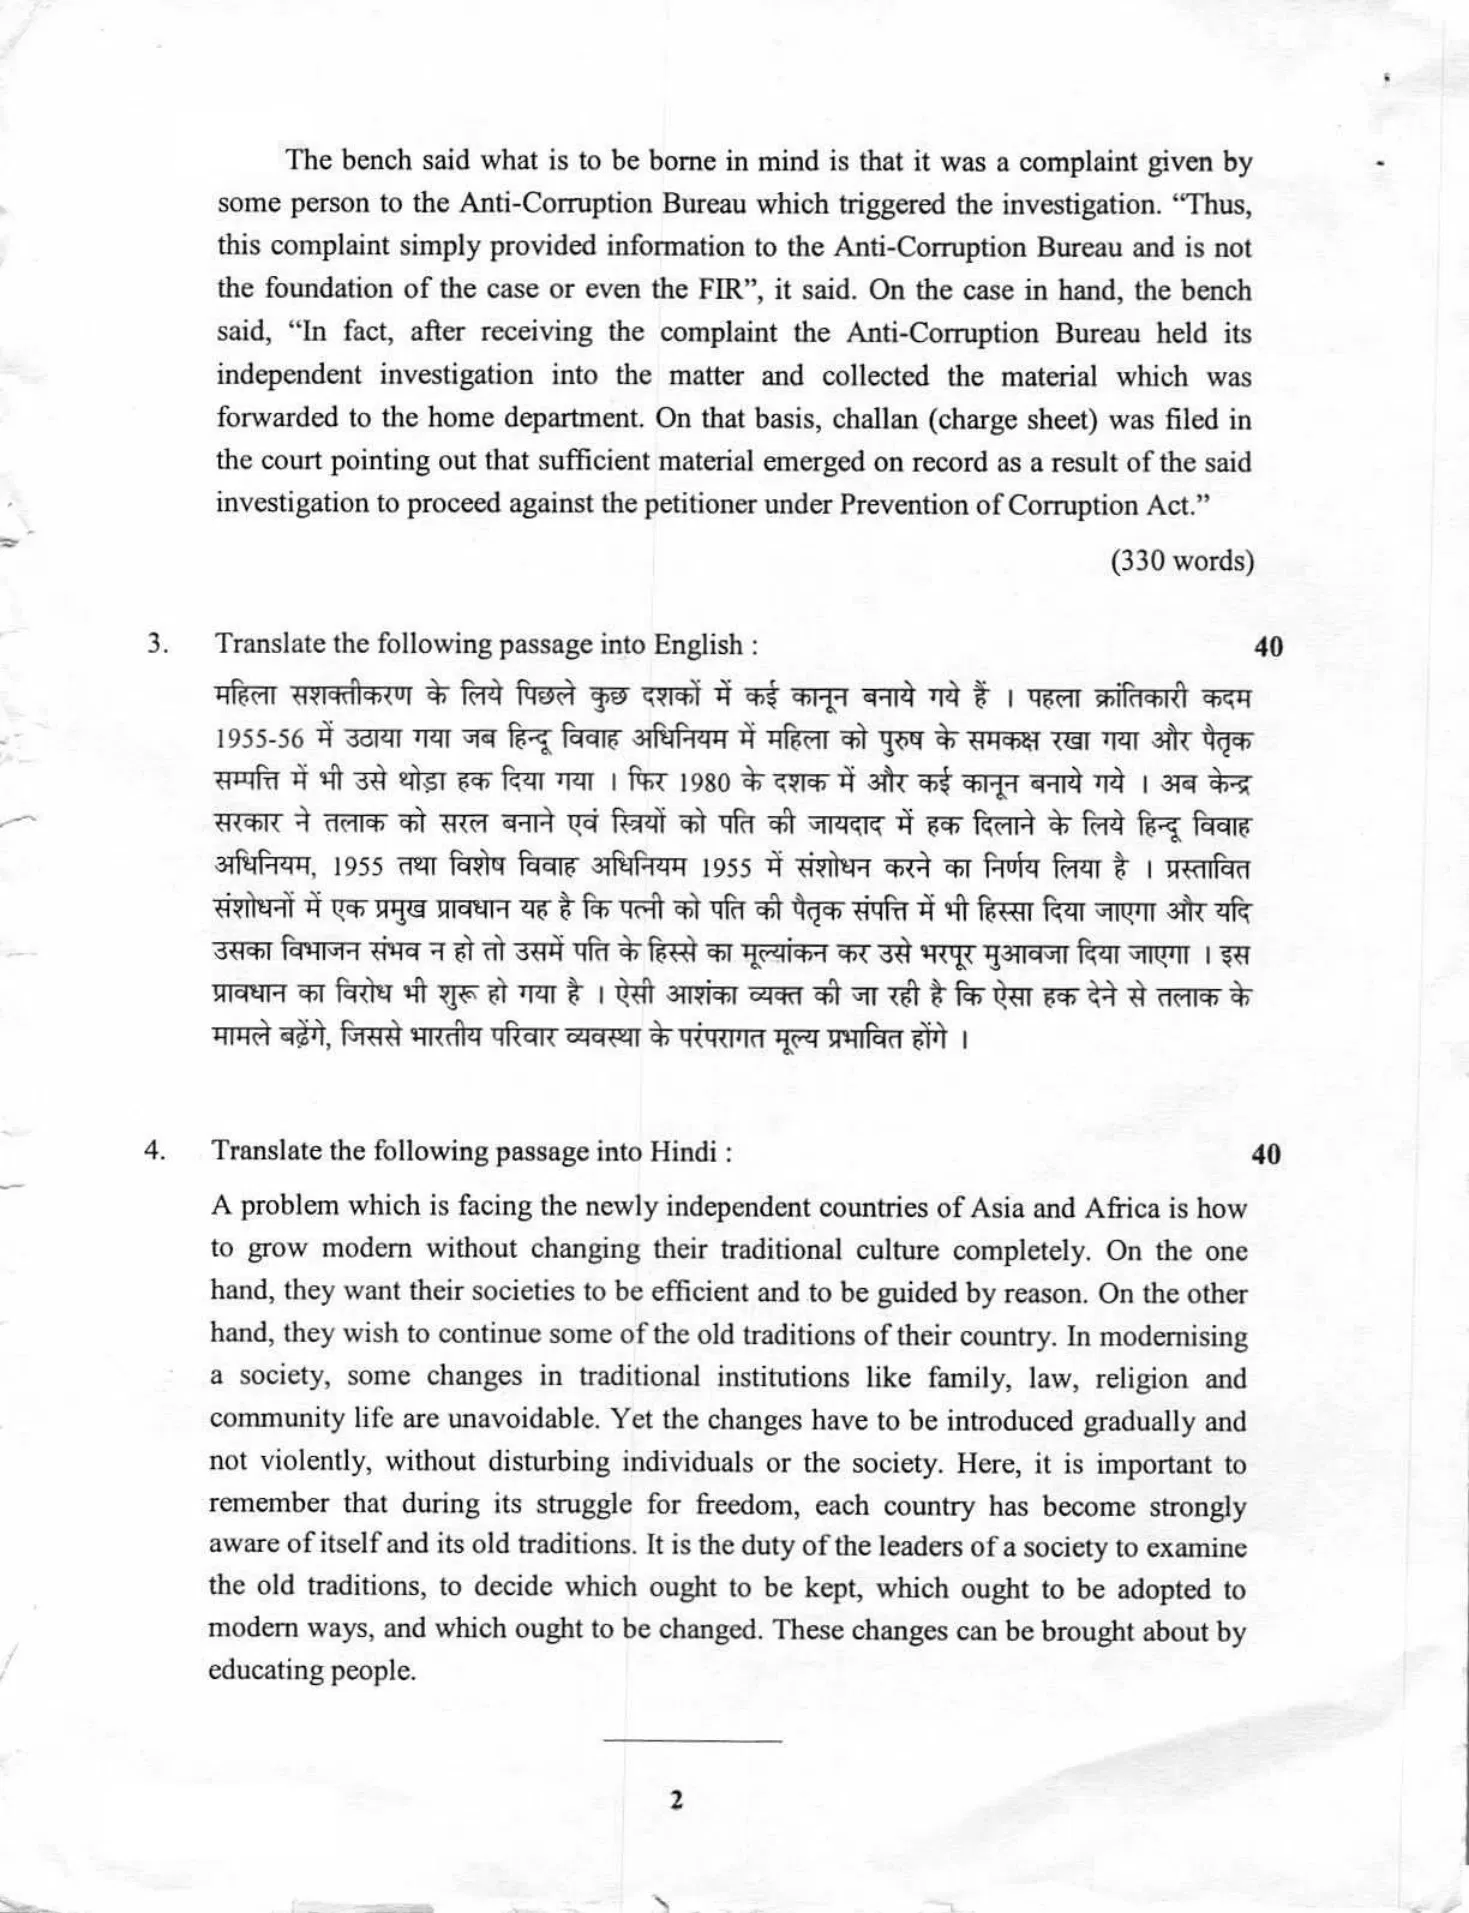 The bench said what is to be borne in mind is that it was a complaint given by
some person to the Anti-Corruption Bureau which triggered the investigation. “Thus,
this complaint simply provided information to the Anti-Corruption Bureau and is not
the foundation of the case or even the FIR”, it said. On the case in hand, the bench
said, “In fact, after receiving the complaint the Anti-Corruption Bureau held its
independent investigation into the matter and collected the material which was
forwarded to the home department. On that basis, challan (charge sheet) was filed in
the court pointing out that sufficient material emerged on record as a result of the said
investigation to proceed against the petitioner under Prevention of Corruption Act.”
(330 words)
3. Translate the following passage into English : 40
महिला सशक्तीकरण के लिये पिछले कुछ दशकों में कई कानून बनाये गये हैं । पहला क्रांतिकारी कदम
1955-56 में उठाया गया जब हिन्दू विवाह अधिनियम में महिला को पुरुष के समकक्ष रखा गया और पैतृक
सम्पत्ति में भी उसे थोड़ा हक दिया गया । फिर 1980 के दशक में और कई कानून बनाये गये । अब केन्द्र
सरकार ने तलाक को सरल बनाने एवं स्त्रियों को पति की जायदाद में हक दिलाने के लिये हिन्दू विवाह
अधिनियम, 1955 तथा विशेष विवाह अधिनियम 1955 में संशोधन करने का निर्णय लिया है । प्रस्तावित
संशोधनों में एक प्रमुख प्रावधान यह है कि पत्नी को पति की पैतृक संपत्ति में भी हिस्सा दिया जाएगा और यदि
उसका विभाजन संभव न हो तो उसमें पति के हिस्से का मूल्यांकन कर उसे भरपूर मुआवजा दिया जाएगा । इस
प्रावधान का विरोध भी शुरू हो गया है । ऐसी आशंका व्यक्त की जा रही है कि ऐसा हक देने से तलाक के
मामले बढ़ेंगे, जिससे भारतीय परिवार व्यवस्था के परंपरागत मूल्य प्रभावित होंगे ।
4. Translate the following passage into Hindi : 40
A problem which is facing the newly independent countries of Asia and Africa is how
to grow modern without changing their traditional culture completely. On the one
hand, they want their societies to be efficient and to be guided by reason. On the other
hand, they wish to continue some of the old traditions of their country. In modernising
a society, some changes in traditional institutions like family, law, religion and
community life are unavoidable. Yet the changes have to be introduced gradually and
not violently, without disturbing individuals or the society. Here, it is important to
remember that during its struggle for freedom, each country has become strongly
aware of itself and its old traditions. It is the duty of the leaders of a society to examine
the old traditions, to decide which ought to be kept, which ought to be adopted to
modern ways, and which ought to be changed. These changes can be brought about by
educating people.
2